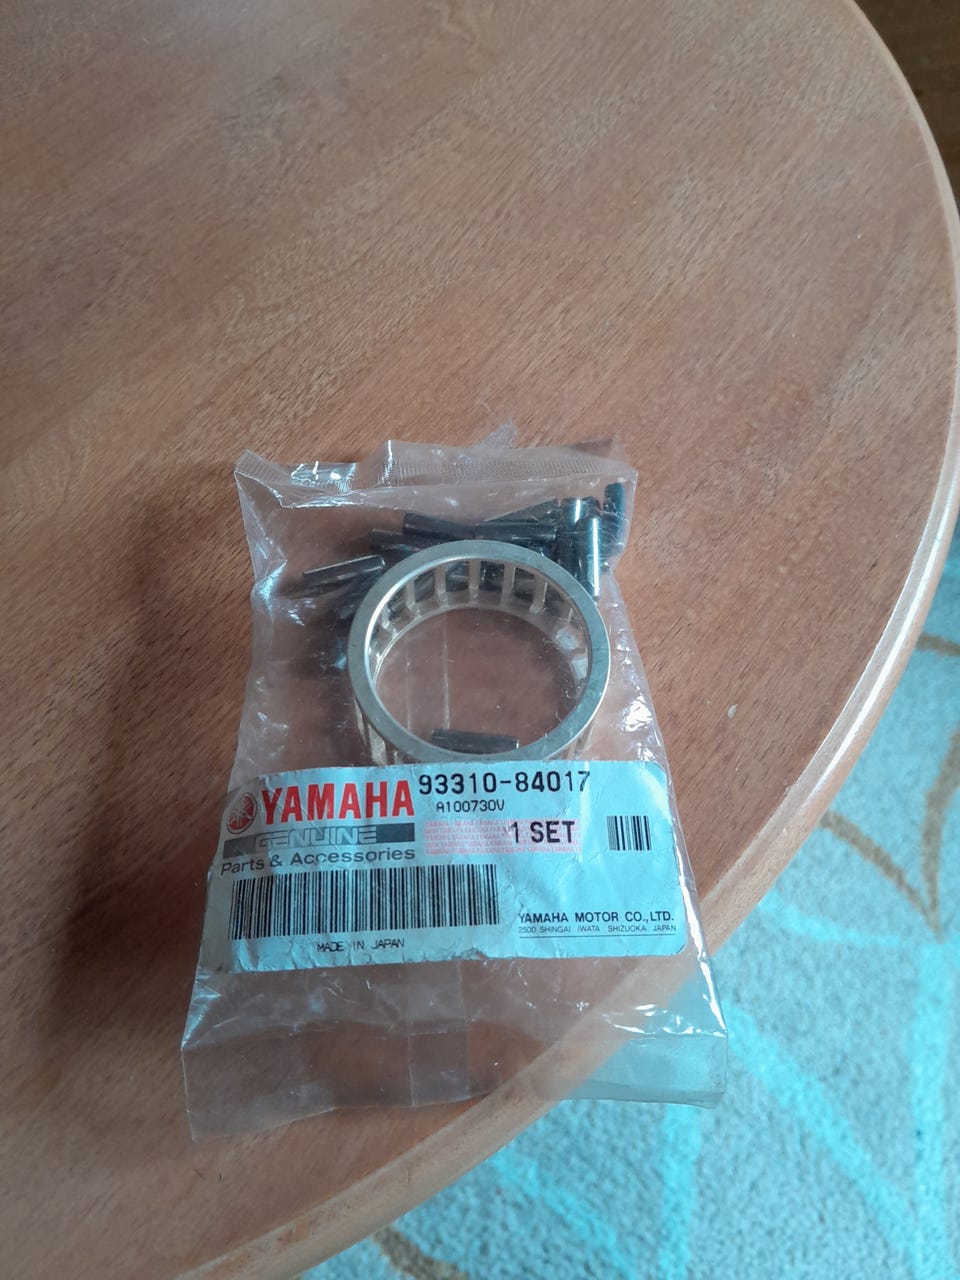 YAMAHA 93310-84017
A100730V
GENUINE 1 SET
Parts & Accessories
YAMAHA MOTOR CO.,LTD.
2500 SHINGAI IWATA SHIZUOKA JAPAN
MADE IN JAPAN